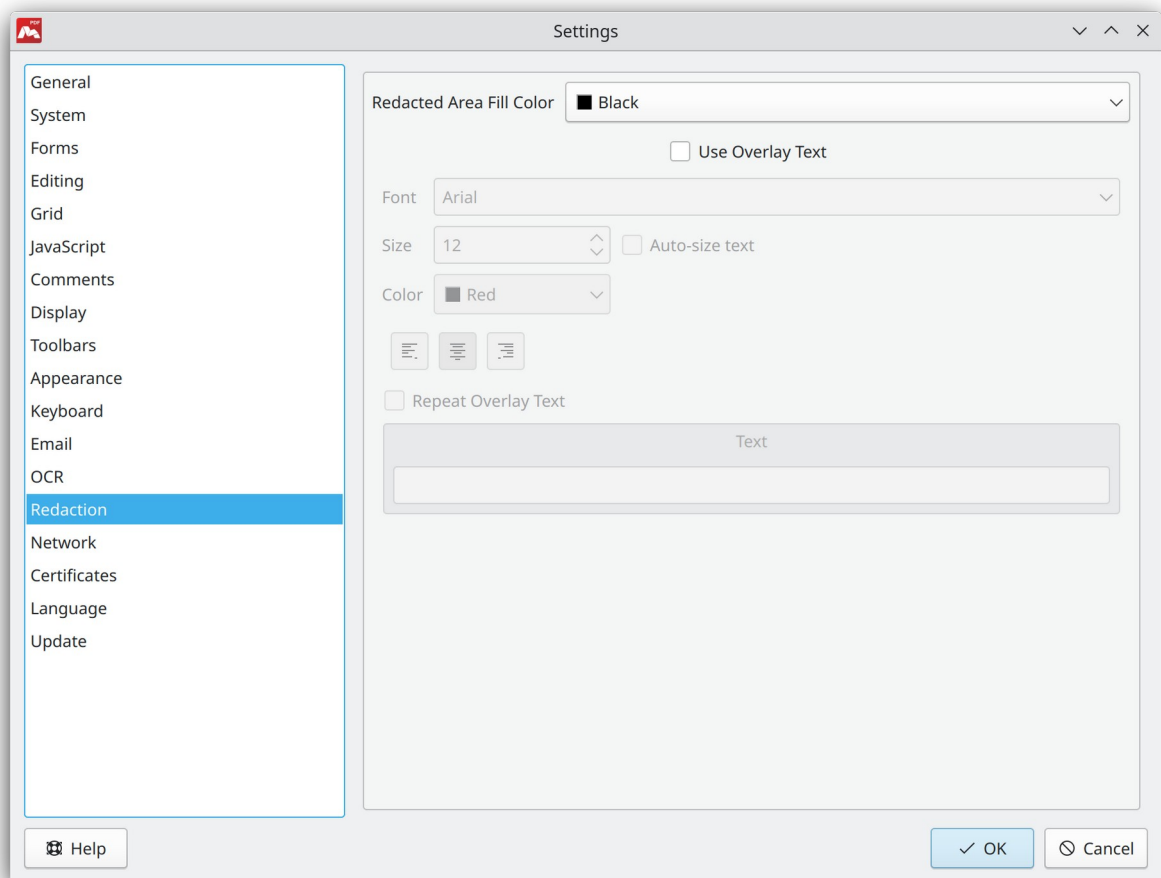 PDF
Settings
General
System
Forms
Editing
Grid
JavaScript
Comments
Display
Toolbars
Appearance
Keyboard
Email
OCR
Redaction
Network
Certificates
Language
Update
Redacted Area Fill Color Black
Use Overlay Text
Font Arial
Size 12 Auto-size text
Color Red
Repeat Overlay Text
Text
Help
OK
Cancel